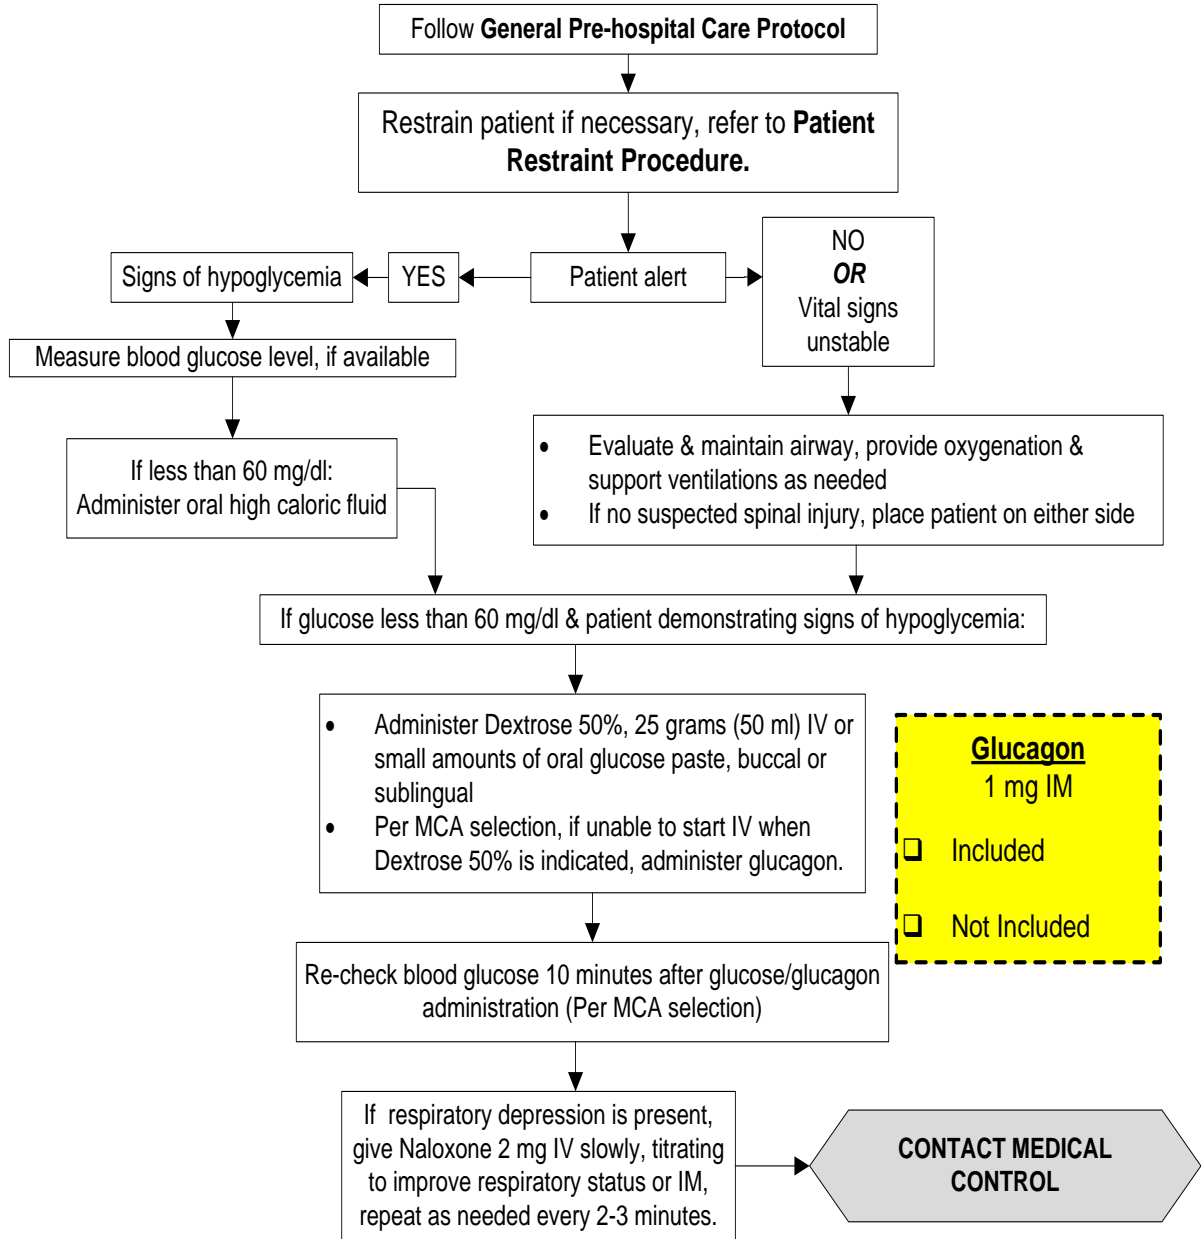 Follow General Pre-hospital Care Protocol
Restrain patient if necessary, refer to Patient
Restraint Procedure.
Signs of hypoglycemia
YES
Patient alert
NO
OR
Vital signs
unstable
Measure blood glucose level, if available
If less than 60 mg/dl:
Administer oral high caloric fluid
• Evaluate & maintain airway, provide oxygenation &
support ventilations as needed
• If no suspected spinal injury, place patient on either side
If glucose less than 60 mg/dl & patient demonstrating signs of hypoglycemia:
• Administer Dextrose 50%, 25 grams (50 ml) IV or
small amounts of oral glucose paste, buccal or
sublingual
• Per MCA selection, if unable to start IV when
Dextrose 50% is indicated, administer glucagon.
Glucagon
1 mg IM
❑ Included
❑ Not Included
Re-check blood glucose 10 minutes after glucose/glucagon
administration (Per MCA selection)
If respiratory depression is present,
give Naloxone 2 mg IV slowly, titrating
to improve respiratory status or IM,
repeat as needed every 2-3 minutes.
CONTACT MEDICAL
CONTROL